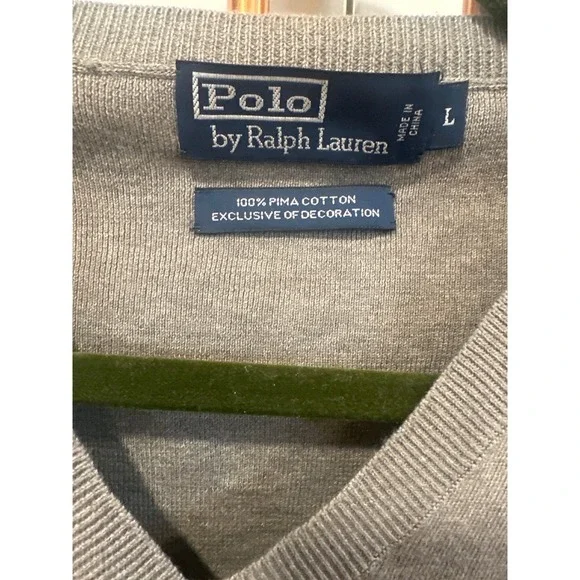 Polo
by Ralph Lauren
MADE IN
CHINA
L
100% PIMA COTTON
EXCLUSIVE OF DECORATION